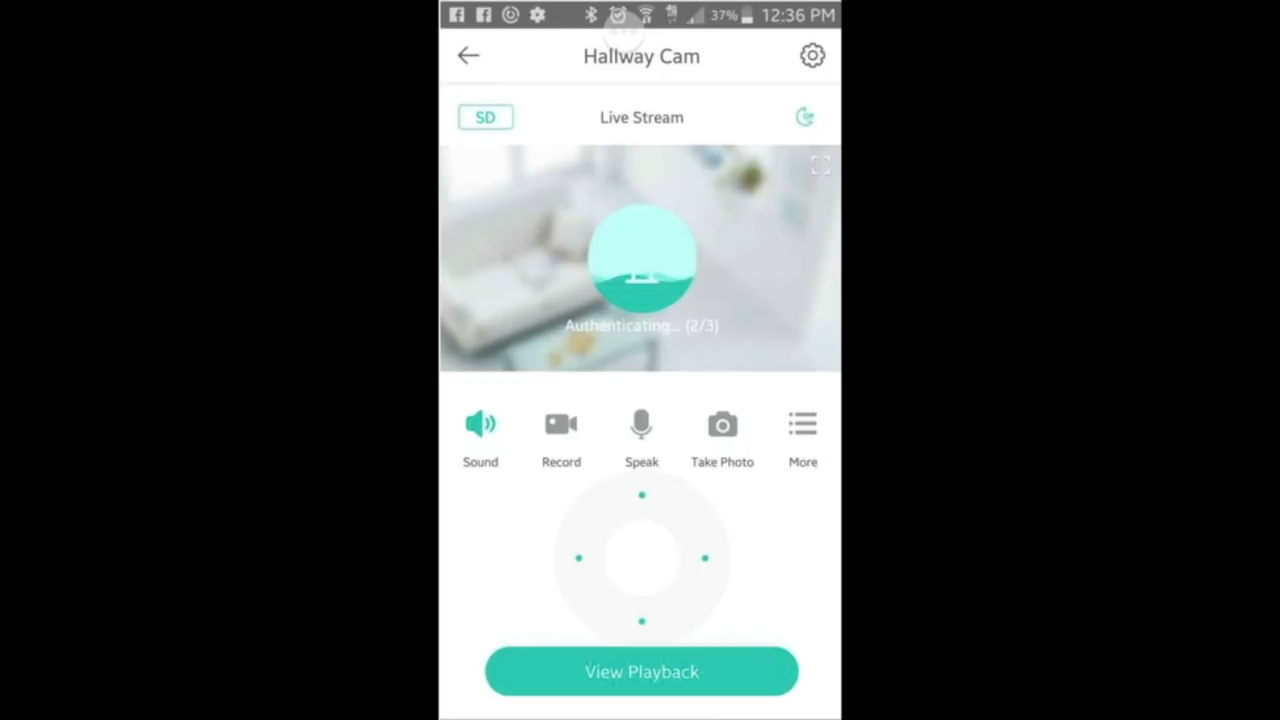 37% 12:36 PM
Hallway Cam
SD Live Stream
Authenticating... (2/3)
Sound Record Speak Take Photo More
View Playback